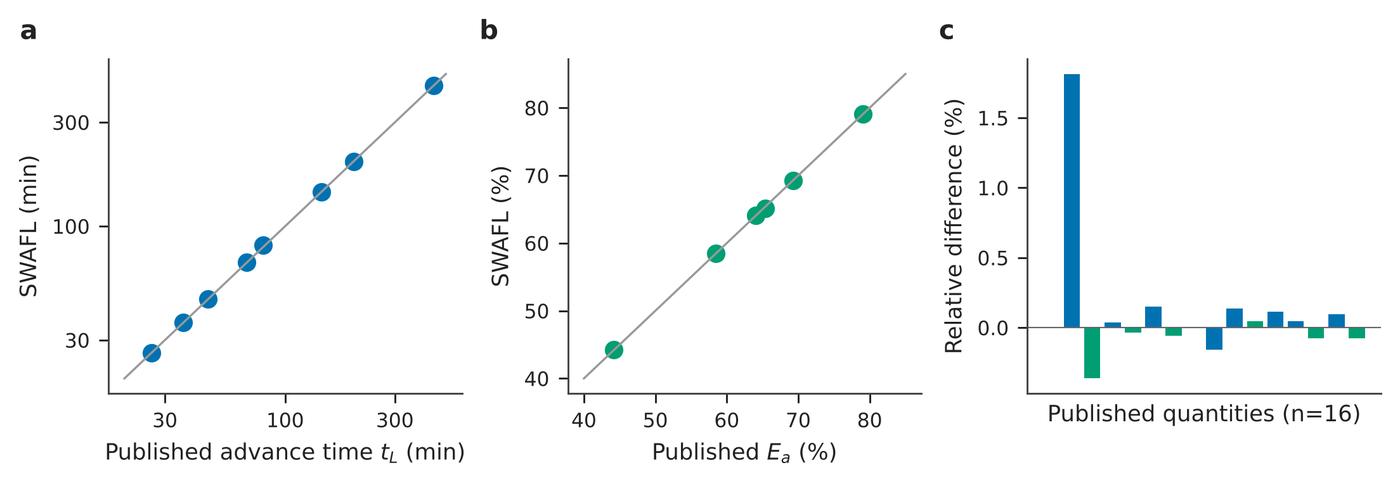 a
300
100
30
SWAFL (min)
30
100
300
Published advance time t_L (min)
b
80
70
60
50
40
SWAFL (%)
40
50
60
70
80
Published E_a (%)
c
1.5
1.0
0.5
0.0
Relative difference (%)
Published quantities (n=16)